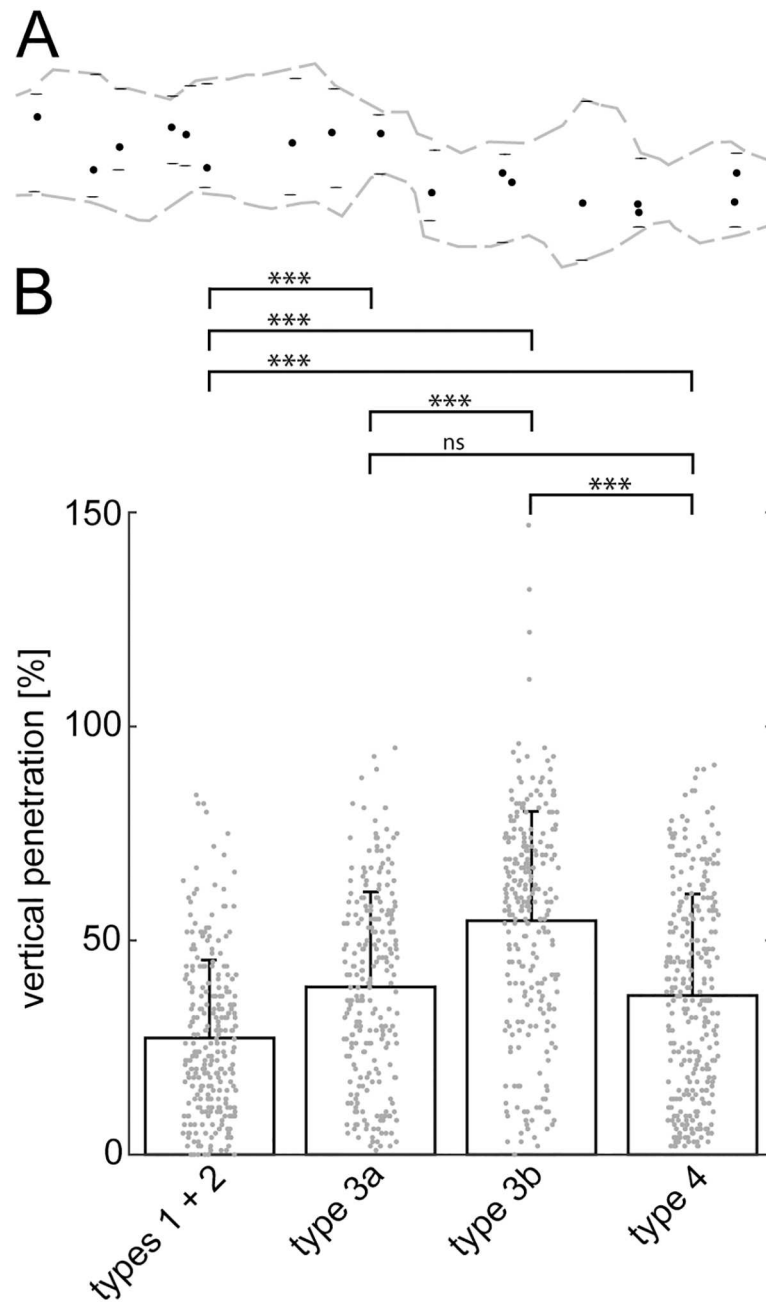 A
B
***
***
***
***
ns
***
150
100
50
0
vertical penetration [%]
types 1 + 2
type 3a
type 3b
type 4